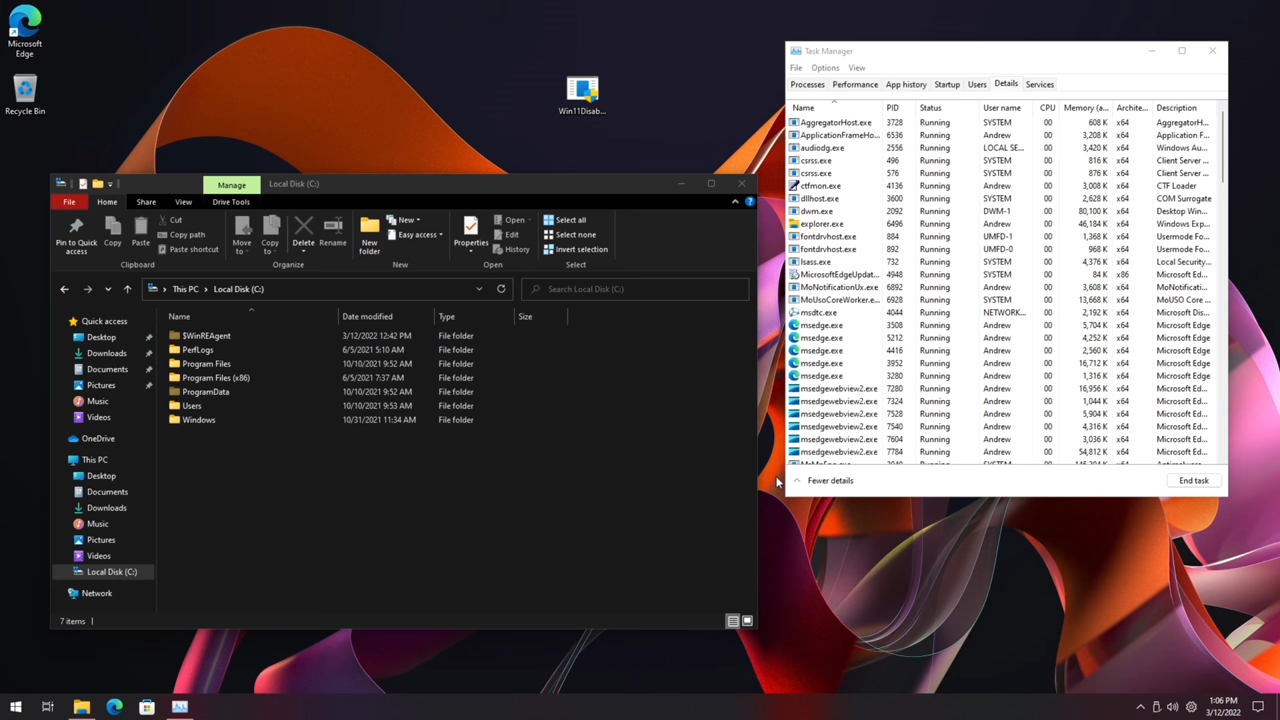 Microsoft
Edge
Recycle Bin
Win11Disab...
Manage
Local Disk (C:)
File
Home
Share
View
Drive Tools
Pin to Quick
access
Copy
Paste
Cut
Copy path
Paste shortcut
Clipboard
Move
to
Copy
to
Delete
Rename
Organize
New
folder
New
Easy access
New
Properties
Open
Edit
History
Open
Select all
Select none
Invert selection
Select
This PC
Local Disk (C:)
Search Local Disk (C:)
Name Date modified Type Size
$WinREAgent 3/12/2022 12:42 PM File folder
PerfLogs 6/5/2021 5:10 AM File folder
Program Files 10/10/2021 9:52 AM File folder
Program Files (x86) 6/5/2021 7:37 AM File folder
ProgramData 10/10/2021 9:52 AM File folder
Users 10/10/2021 9:53 AM File folder
Windows 10/31/2021 11:34 AM File folder
Quick access
Desktop
Downloads
Documents
Pictures
Music
Videos
OneDrive
This PC
Desktop
Documents
Downloads
Music
Pictures
Videos
Local Disk (C:)
Network
7 items
Task Manager
File Options View
Processes Performance App history Startup Users Details Services
Name PID Status User name CPU Memory (a... Archite... Description
AggregatorHost.exe 3728 Running SYSTEM 00 608 K x64 AggregatorH...
ApplicationFrameHo... 6536 Running Andrew 00 3,208 K x64 Application F...
audiodg.exe 2556 Running LOCAL SE... 00 3,420 K x64 Windows Au...
csrss.exe 496 Running SYSTEM 00 816 K x64 Client Server ...
csrss.exe 576 Running SYSTEM 00 876 K x64 Client Server ...
ctfmon.exe 4136 Running Andrew 00 3,008 K x64 CTF Loader
dllhost.exe 3600 Running SYSTEM 00 2,628 K x64 COM Surrogate
dwm.exe 2092 Running DWM-1 00 80,100 K x64 Desktop Win...
explorer.exe 6496 Running Andrew 00 46,184 K x64 Windows Exp...
fontdrvhost.exe 884 Running UMFD-1 00 1,368 K x64 Usermode Fo...
fontdrvhost.exe 892 Running UMFD-0 00 968 K x64 Usermode Fo...
lsass.exe 732 Running SYSTEM 00 4,376 K x64 Local Security...
MicrosoftEdgeUpdat... 4948 Running SYSTEM 00 84 K x86 Microsoft Ed...
MoNotificationUx.exe 6892 Running Andrew 00 3,608 K x64 MoNotificati...
MoUsoCoreWorker.e... 6928 Running SYSTEM 00 13,668 K x64 MoUSO Core ...
msdtc.exe 4044 Running NETWORK... 00 2,192 K x64 Microsoft Dis...
msedge.exe 3508 Running Andrew 00 5,704 K x64 Microsoft Edge
msedge.exe 5212 Running Andrew 00 4,252 K x64 Microsoft Edge
msedge.exe 4416 Running Andrew 00 2,560 K x64 Microsoft Edge
msedge.exe 3952 Running Andrew 00 16,712 K x64 Microsoft Edge
msedge.exe 3280 Running Andrew 00 1,316 K x64 Microsoft Edge
msedgewebview2.exe 7280 Running Andrew 00 16,956 K x64 Microsoft Ed...
msedgewebview2.exe 7324 Running Andrew 00 1,044 K x64 Microsoft Ed...
msedgewebview2.exe 7528 Running Andrew 00 5,904 K x64 Microsoft Ed...
msedgewebview2.exe 7540 Running Andrew 00 4,316 K x64 Microsoft Ed...
msedgewebview2.exe 7604 Running Andrew 00 3,036 K x64 Microsoft Ed...
msedgewebview2.exe 7784 Running Andrew 00 54,812 K x64 Microsoft Ed...
Fewer details
End task
1:06 PM
3/12/2022